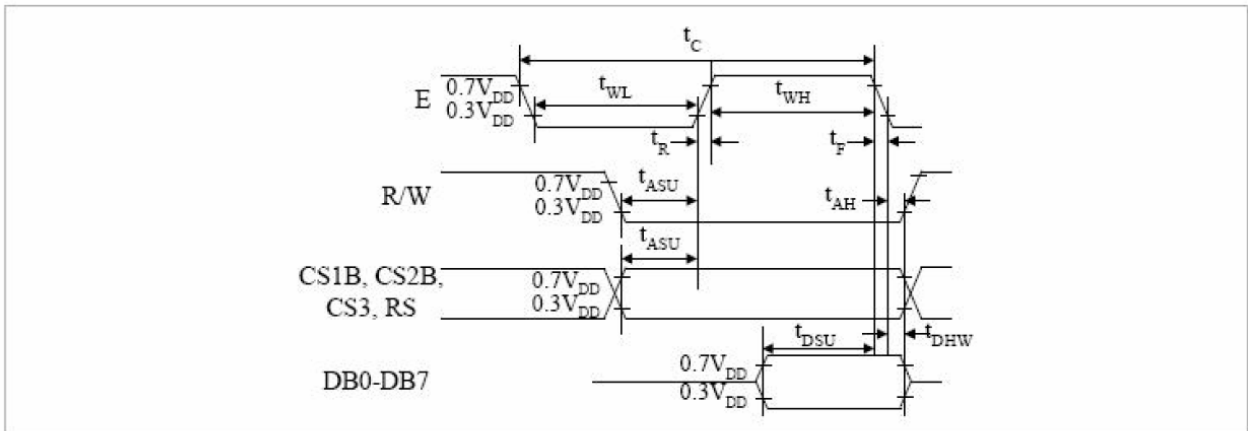 tC
E
0.7VDD
0.3VDD
tWL
tWH
tR
tF
R/W
0.7VDD
0.3VDD
tASU
tAH
tASU
CS1B, CS2B,
CS3, RS
0.7VDD
0.3VDD
tDSU
tDHW
DB0-DB7
0.7VDD
0.3VDD